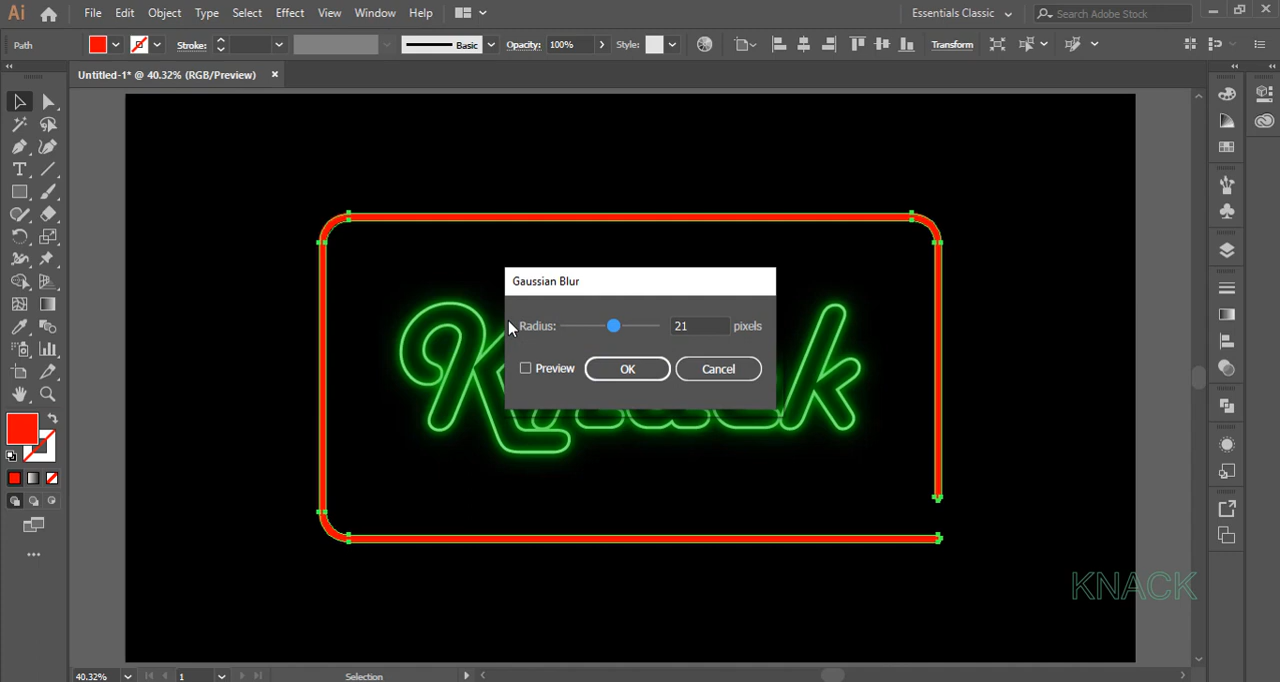 Ai File Edit Object Type Select Effect View Window Help Essentials Classic Search Adobe Stock
Path Stroke: Basic Opacity: 100% Style: Transform
Untitled-1* @ 40.32% (RGB/Preview) ×
Gaussian Blur
Radius: 21 pixels
Preview OK Cancel
KNACK
40.32% 1 Selection